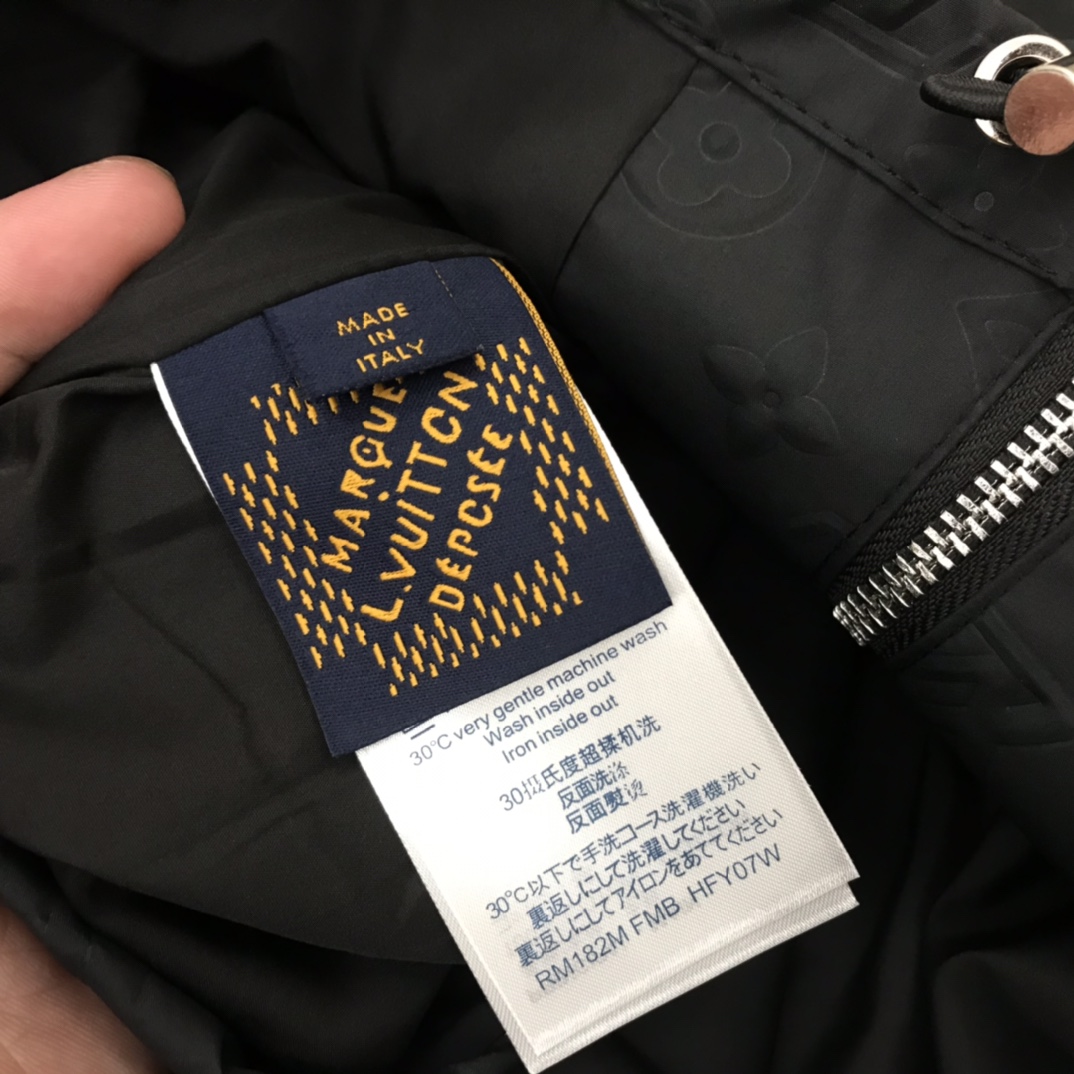 MADE
IN
ITALY
MARQUE
L.VUITTON
DÉPOSÉE
30°C very gentle machine wash
Wash inside out
Iron inside out
30摄氏度超揉机洗
反面洗涤
反面熨烫
30°C以下で手洗コース洗濯機洗い
裏返しにして洗濯してください
裏返しにしてアイロンをあててください
RM182M FMB HFY07W